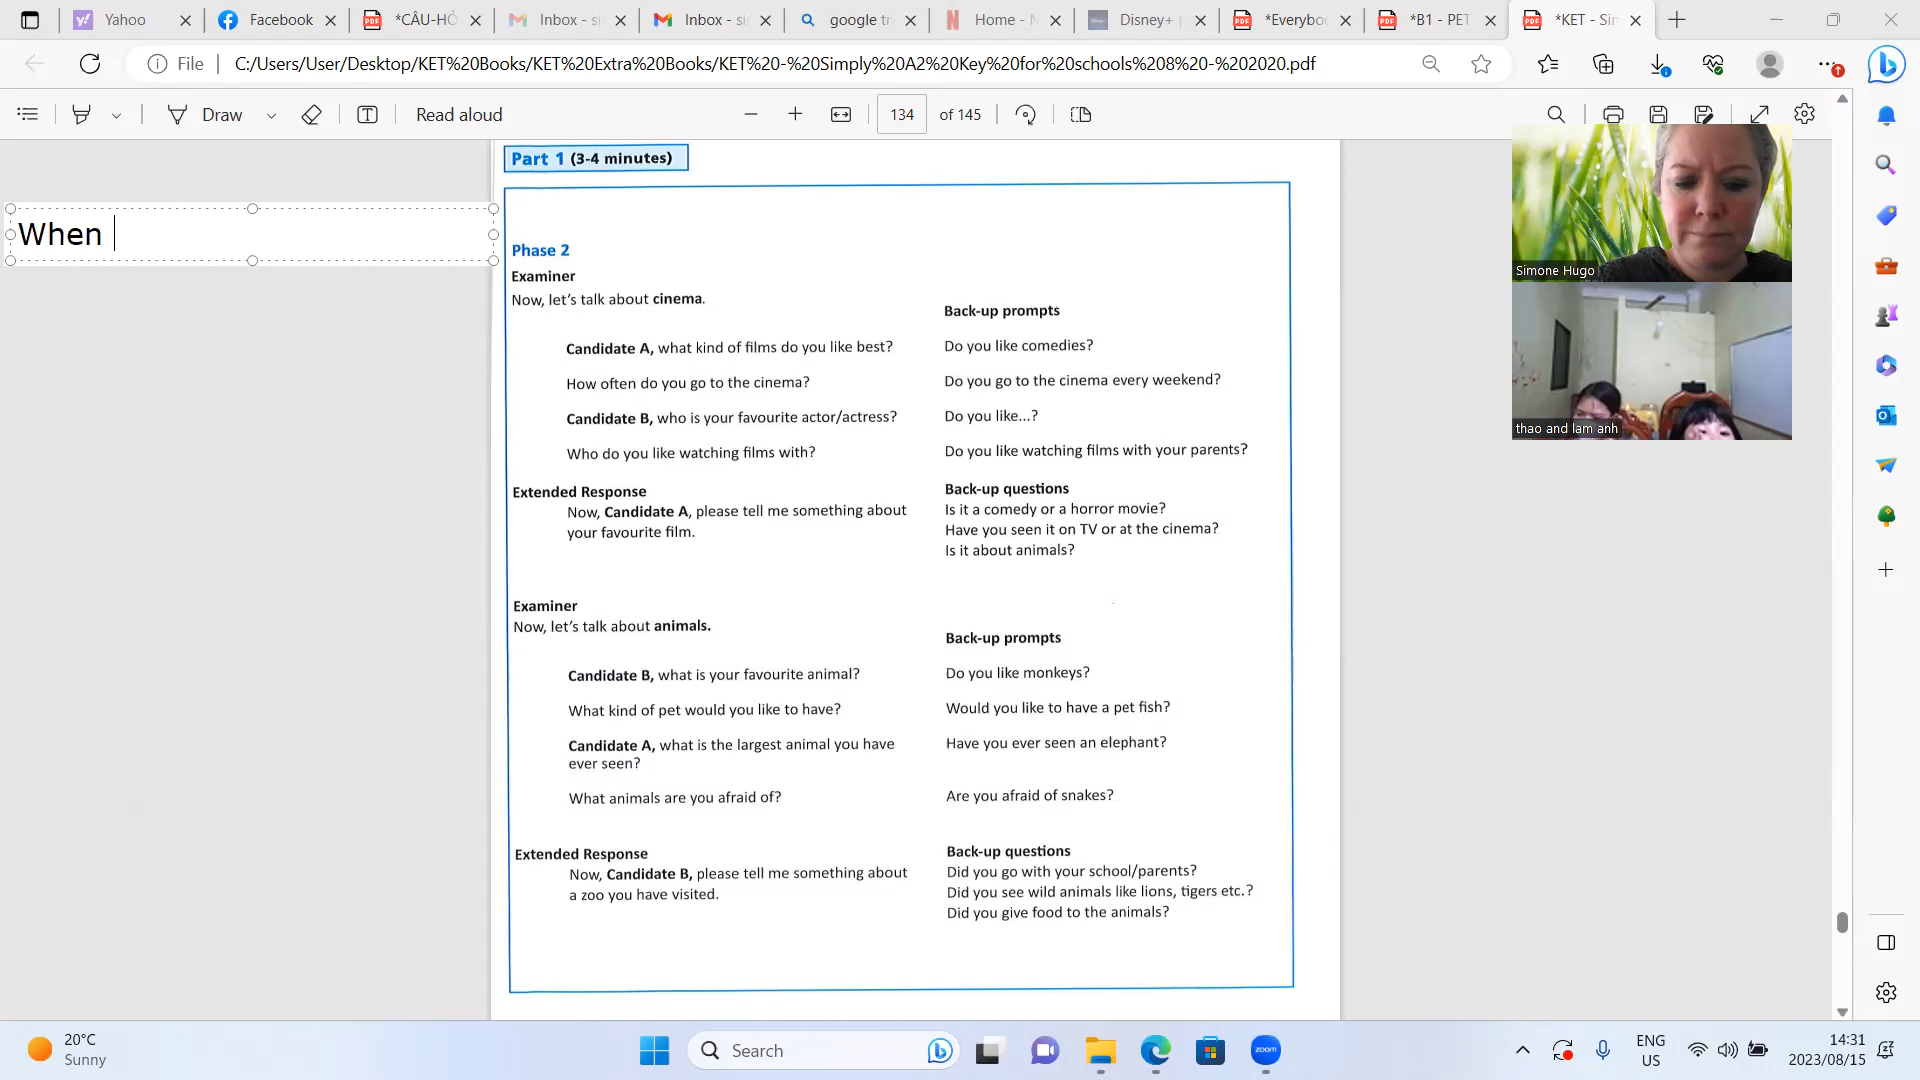 Yahoo
Facebook
*CÂU-HỎ
Inbox - si
Inbox - si
google tr
Home - N
Disney+ |
*Everybo
*B1 - PET
*KET - Sin
File
C:/Users/User/Desktop/KET%20Books/KET%20Extra%20Books/KET%20-%20Simply%20A2%20Key%20for%20schools%208%20-%202020.pdf
Draw
Read aloud
134 of 145
Part 1 (3-4 minutes)
When
Phase 2
Examiner
Now, let's talk about cinema.
Back-up prompts
Candidate A, what kind of films do you like best?
Do you like comedies?
How often do you go to the cinema?
Do you go to the cinema every weekend?
Candidate B, who is your favourite actor/actress?
Do you like...?
Who do you like watching films with?
Do you like watching films with your parents?
Extended Response
Now, Candidate A, please tell me something about
your favourite film.
Back-up questions
Is it a comedy or a horror movie?
Have you seen it on TV or at the cinema?
Is it about animals?
Examiner
Now, let's talk about animals.
Back-up prompts
Candidate B, what is your favourite animal?
Do you like monkeys?
What kind of pet would you like to have?
Would you like to have a pet fish?
Candidate A, what is the largest animal you have
ever seen?
Have you ever seen an elephant?
What animals are you afraid of?
Are you afraid of snakes?
Extended Response
Now, Candidate B, please tell me something about
a zoo you have visited.
Back-up questions
Did you go with your school/parents?
Did you see wild animals like lions, tigers etc.?
Did you give food to the animals?
Simone Hugo
thao and lam anh
20°C
Sunny
Search
zoom
ENG
US
14:31
2023/08/15